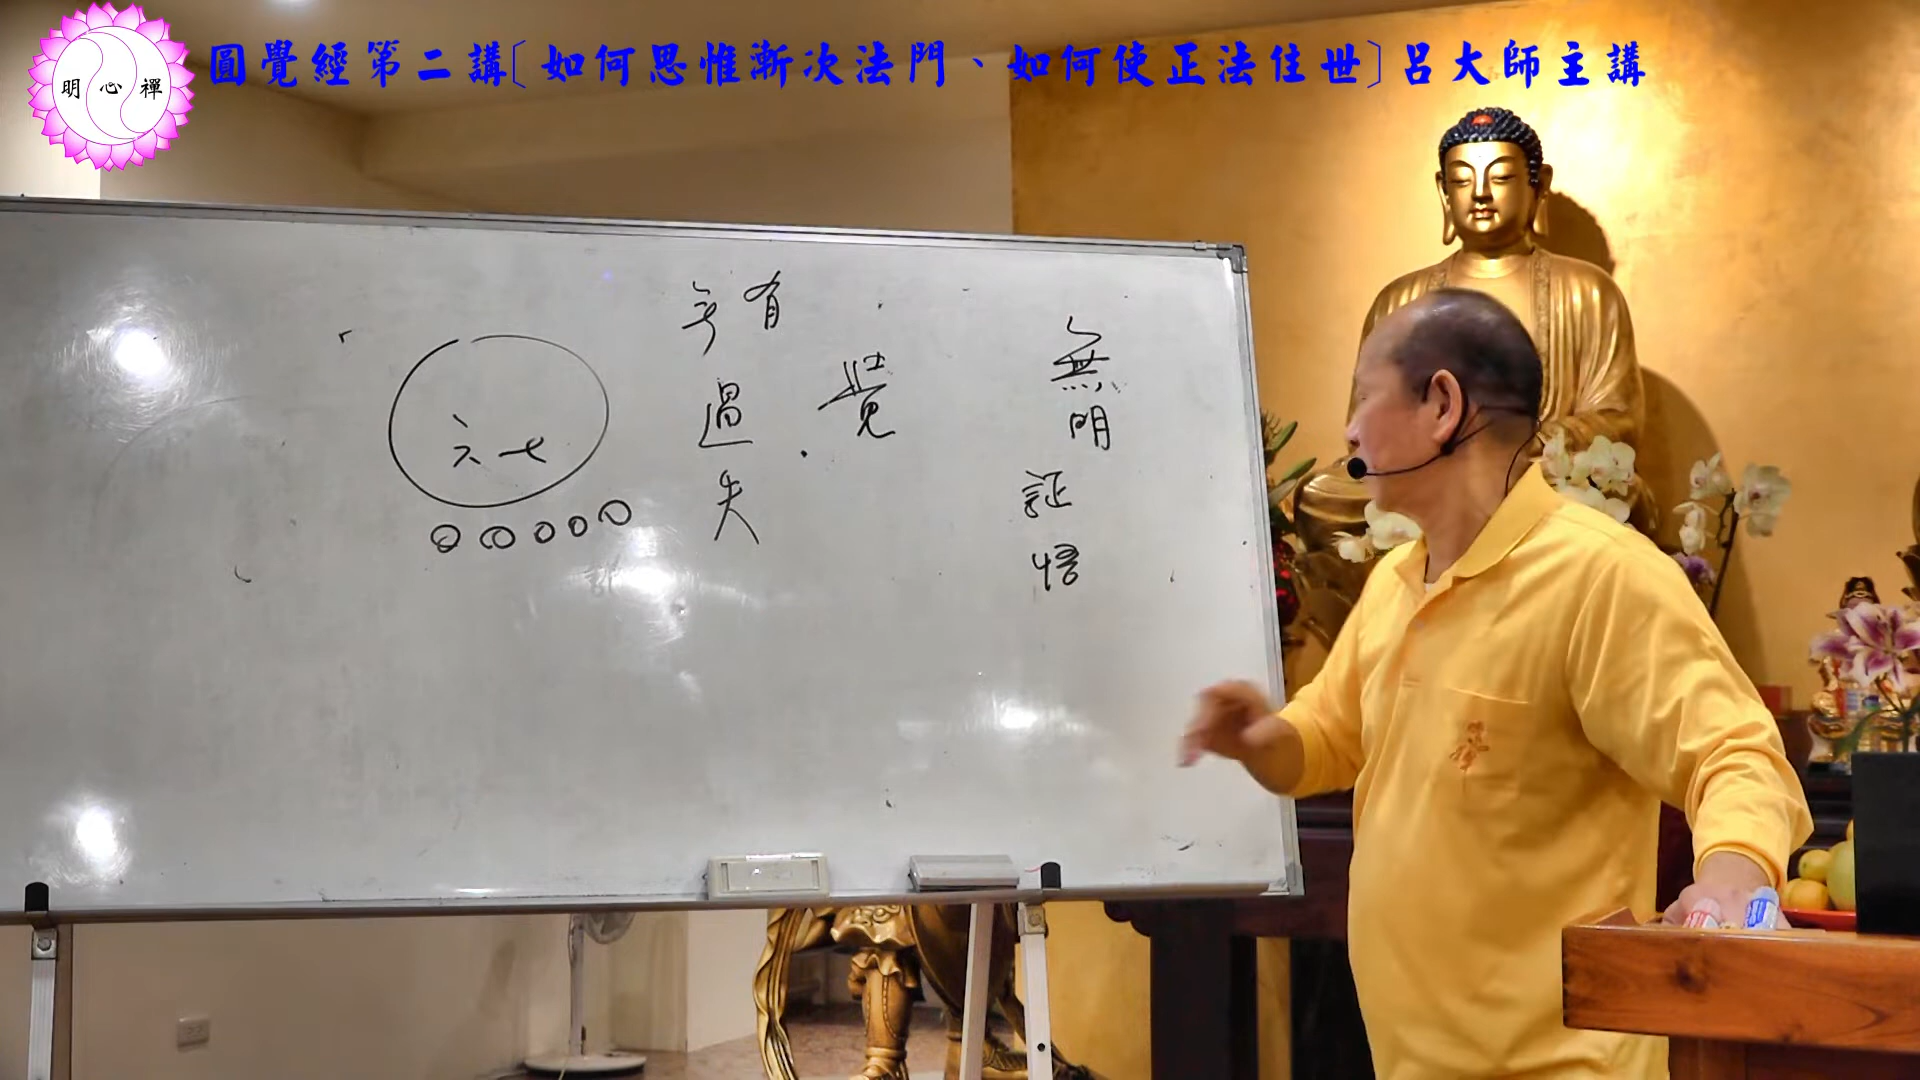 明心禪
圓覺經第二講〔如何思惟漸次法門、如何使正法住世〕呂大師主講
無明
証悟
覺
有
過失
六七